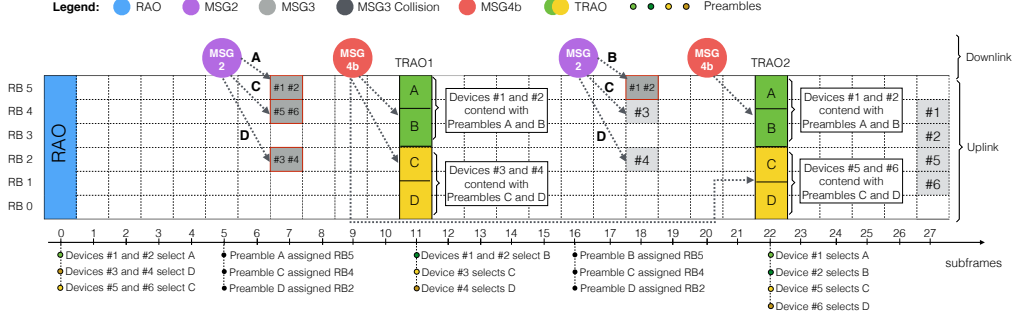 Legend: RAO MSG2 MSG3 MSG3 Collision MSG4b TRAO Preambles
MSG
2
A
C
D
MSG
4b
TRAO1
MSG
2
B
C
D
MSG
4b
TRAO2
Downlink
Uplink
RB 5
RB 4
RB 3
RB 2
RB 1
RB 0
RAO
#1 #2
#5 #6
#3 #4
A
B
C
D
Devices #1 and #2
contend with
Preambles A and B
Devices #3 and #4
contend with
Preambles C and D
#1 #2
#3
#4
A
B
C
D
Devices #1 and #2
contend with
Preambles A and B
Devices #5 and #6
contend with
Preambles C and D
#1
#2
#5
#6
0 1 2 3 4 5 6 7 8 9 10 11 12 13 14 15 16 17 18 19 20 21 22 23 24 25 26 27
subframes
Devices #1 and #2 select A
Devices #3 and #4 select D
Devices #5 and #6 select C
Preamble A assigned RB5
Preamble C assigned RB4
Preamble D assigned RB2
Devices #1 and #2 select B
Device #3 selects C
Device #4 selects D
Preamble B assigned RB5
Preamble C assigned RB4
Preamble D assigned RB2
Device #1 selects A
Device #2 selects B
Device #5 selects C
Device #6 selects D